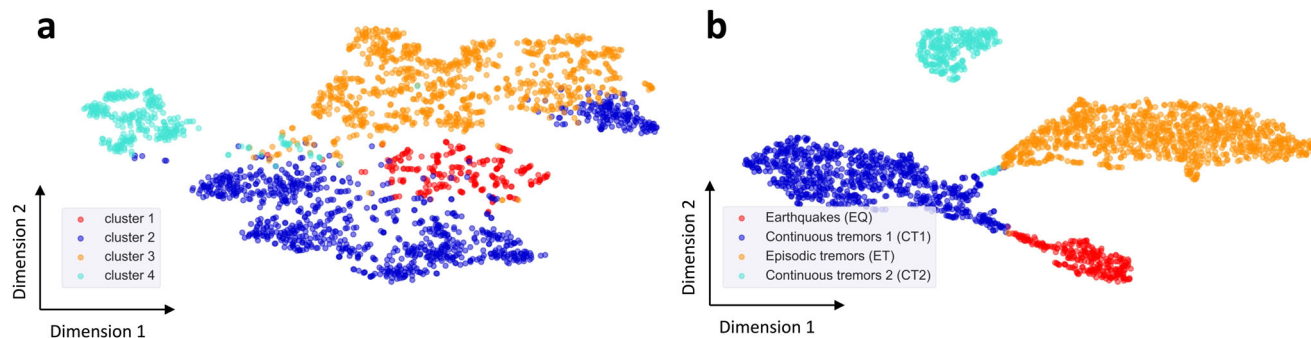 a
Dimension 2
cluster 1
cluster 2
cluster 3
cluster 4
Dimension 1
b
Dimension 2
Earthquakes (EQ)
Continuous tremors 1 (CT1)
Episodic tremors (ET)
Continuous tremors 2 (CT2)
Dimension 1